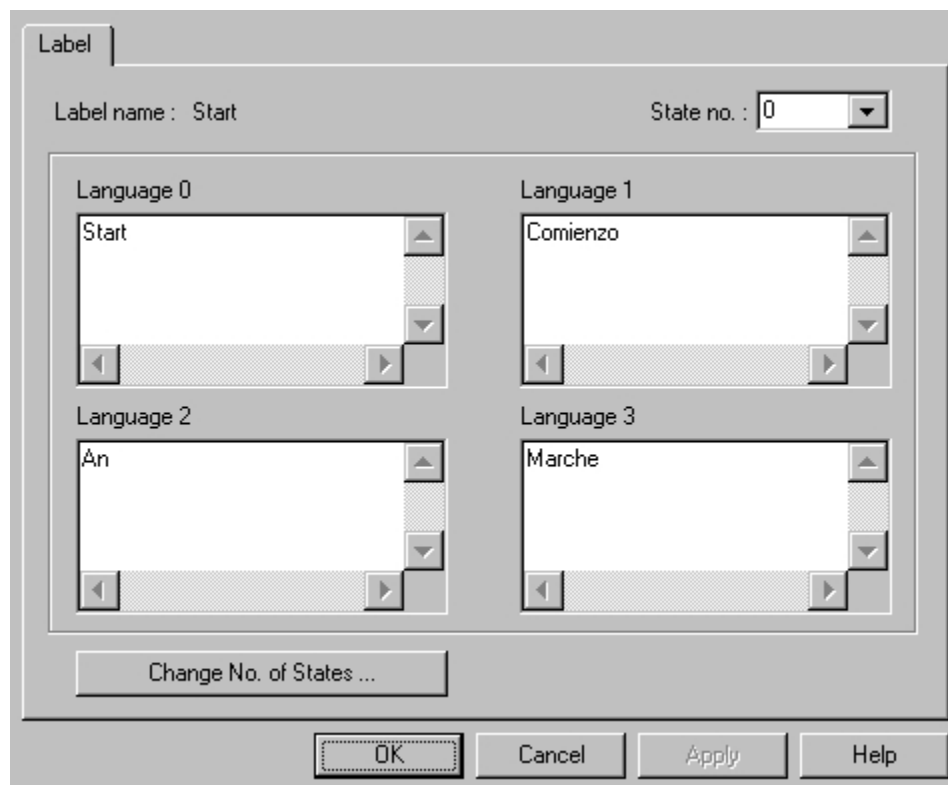 Label
Label name : Start State no. : 0
Language 0 Language 1
Start Comienzo
Language 2 Language 3
An Marche
Change No. of States ...
OK Cancel Apply Help